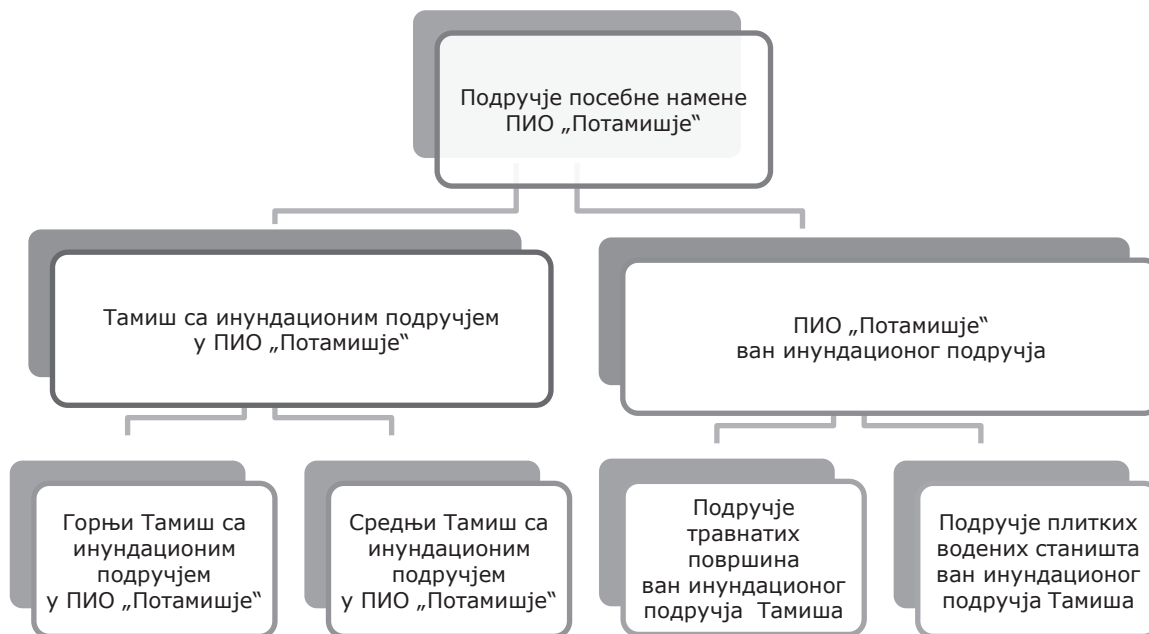 Подручје посебне намене
ПИО „Потамишје“
Тамиш са инундационим подручјем
у ПИО „Потамишје“
ПИО „Потамишје“
ван инундационог подручја
Горњи Тамиш са
инундационим
подручјем
у ПИО „Потамишје“
Средњи Тамиш са
инундационим
подручјем
у ПИО „Потамишје“
Подручје
травнатих
површина
ван инундационог
подручја Тамиша
Подручје плитких
водених станишта
ван инундационог
подручја Тамиша